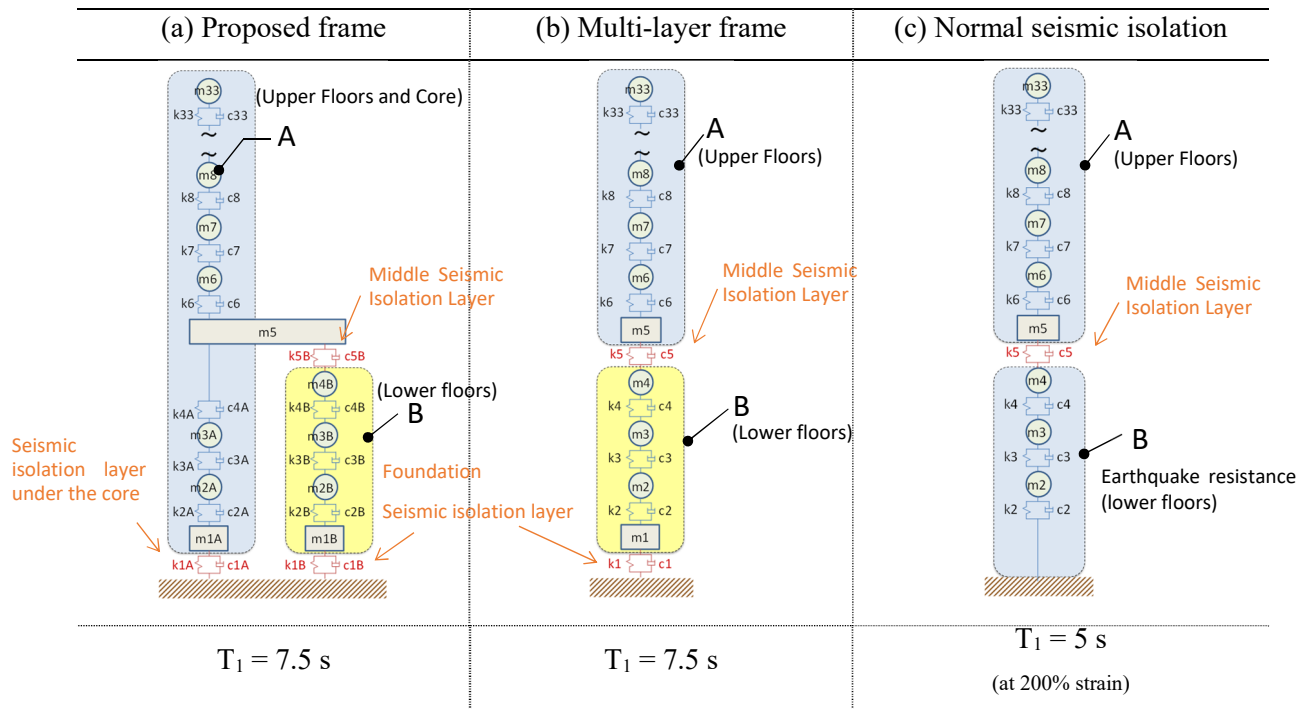 (a) Proposed frame
(b) Multi-layer frame
(c) Normal seismic isolation
m33
(Upper Floors and Core)
k33 c33
~
~
A
m8
k8 c8
m7
k7 c7
m6
k6 c6
Middle Seismic
Isolation Layer
m5
k5B c5B
m4B
(Lower floors)
k4A c4A
k4B c4B
B
m3A
m3B
Seismic
isolation layer
under the core
k3A c3A
k3B c3B
Foundation
m2A
m2B
k2A c2A
k2B c2B
Seismic isolation layer
m1A
m1B
k1A c1A
k1B c1B
T1 = 7.5 s
m33
k33 c33
~
~
A
(Upper Floors)
m8
k8 c8
m7
k7 c7
m6
k6 c6
Middle Seismic
Isolation Layer
m5
k5 c5
m4
k4 c4
B
(Lower floors)
m3
k3 c3
m2
k2 c2
m1
k1 c1
T1 = 7.5 s
m33
k33 c33
~
~
A
(Upper Floors)
m8
k8 c8
m7
k7 c7
m6
k6 c6
Middle Seismic
Isolation Layer
m5
k5 c5
m4
k4 c4
m3
k3 c3
B
Earthquake resistance
(lower floors)
m2
k2 c2
T1 = 5 s
(at 200% strain)